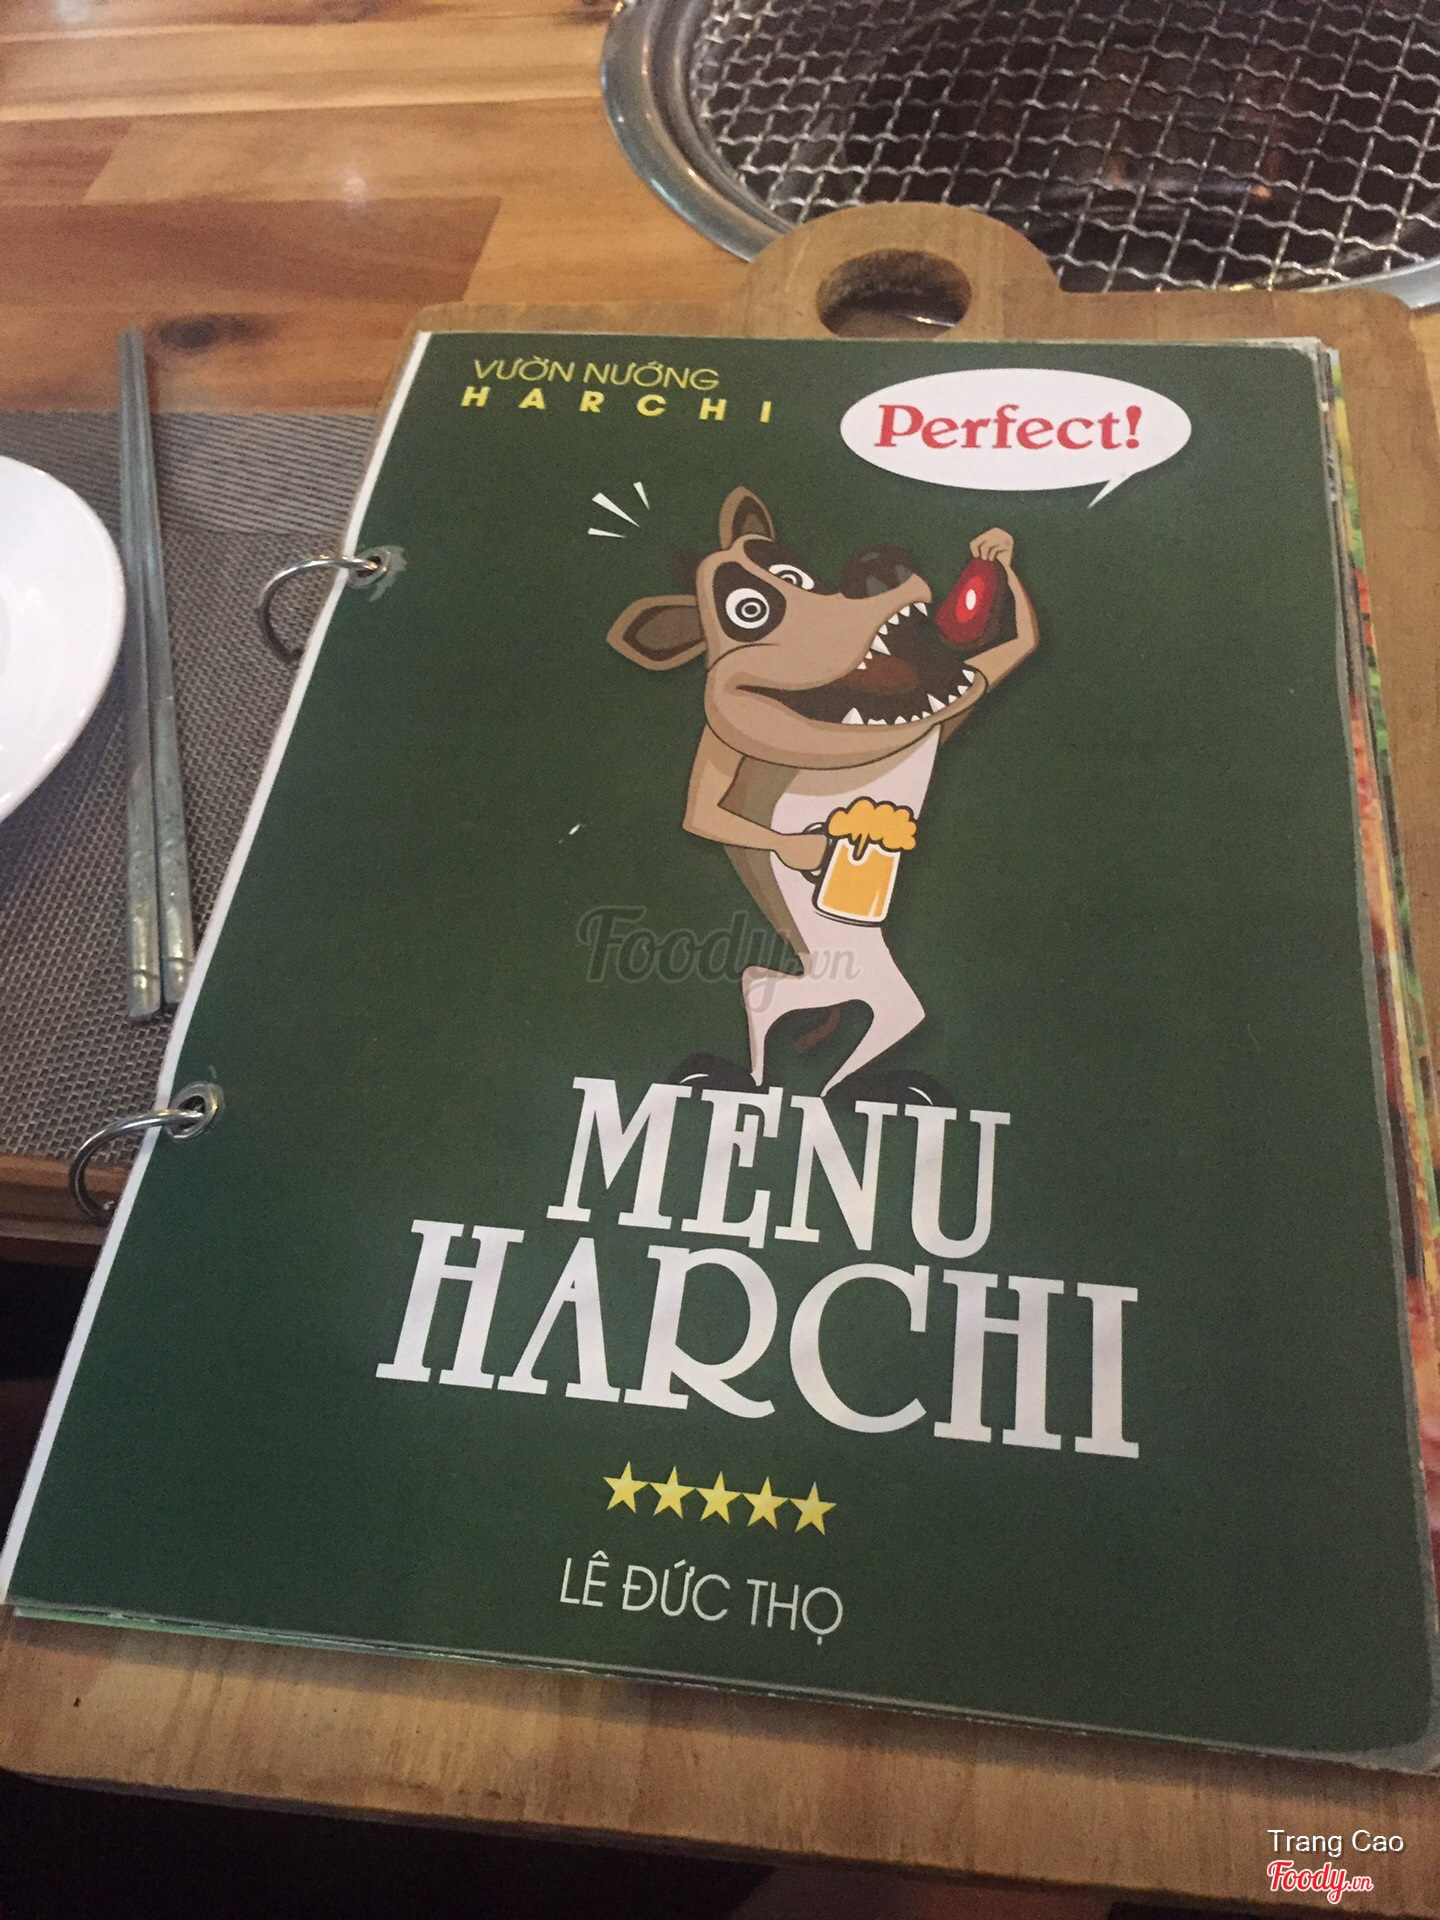 VƯỜN NƯỚNG
HARCHI
Perfect!
Foody.vn
MENU
HARCHI
LÊ ĐỨC THỌ
Trang Cao
Foody.vn